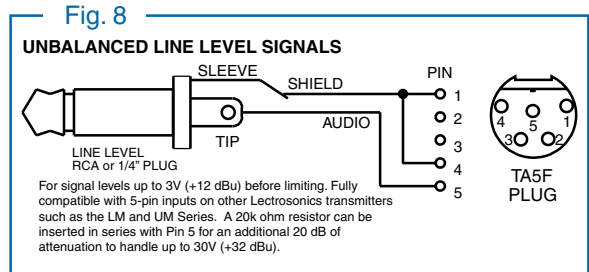 Fig. 8
UNBALANCED LINE LEVEL SIGNALS
SLEEVE
SHIELD
PIN
1
2
3
4
5
AUDIO
TIP
LINE LEVEL
RCA or 1/4" PLUG
4
5
1
3
2
TA5F
PLUG
For signal levels up to 3V (+12 dBu) before limiting. Fully
compatible with 5-pin inputs on other Lectrosonics transmitters
such as the LM and UM Series. A 20k ohm resistor can be
inserted in series with Pin 5 for an additional 20 dB of
attenuation to handle up to 30V (+32 dBu).